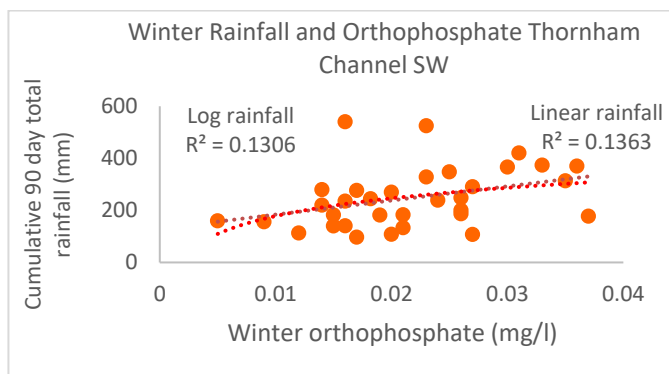 Winter Rainfall and Orthophosphate Thornham
Channel SW
Cumulative 90 day total
rainfall (mm)
600
400
200
0
Log rainfall
R² = 0.1306
Linear rainfall
R² = 0.1363
0
0.01
0.02
0.03
0.04
Winter orthophosphate (mg/l)